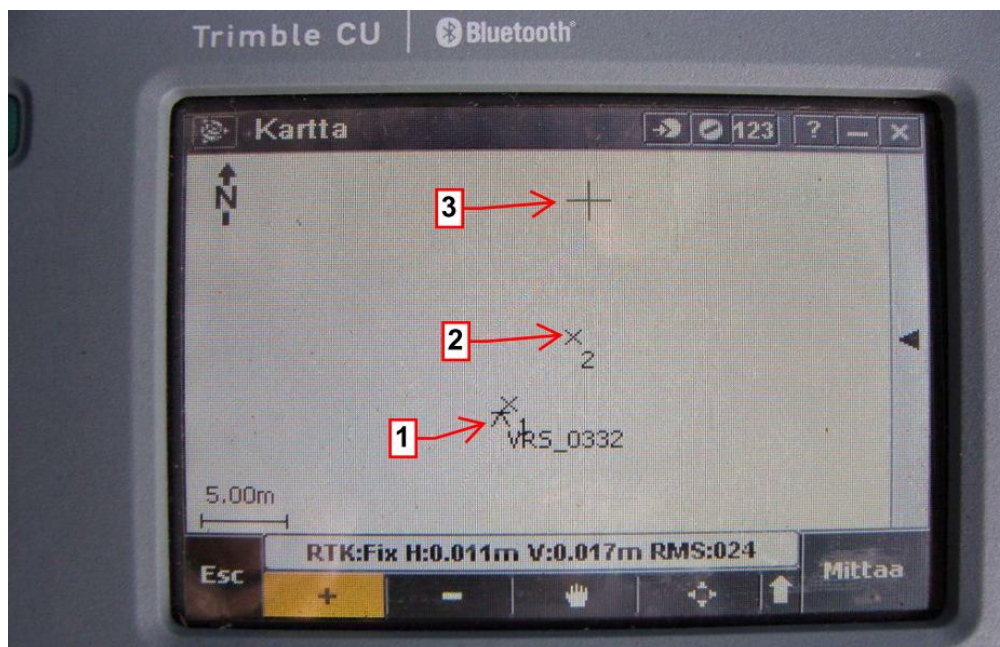 Trimble CU Bluetooth
Kartta 123 ? – ×
N
3
2
2
1
1
VRS_0332
5.00m
RTK:Fix H:0.011m V:0.017m RMS:024
Esc + - Mittaa